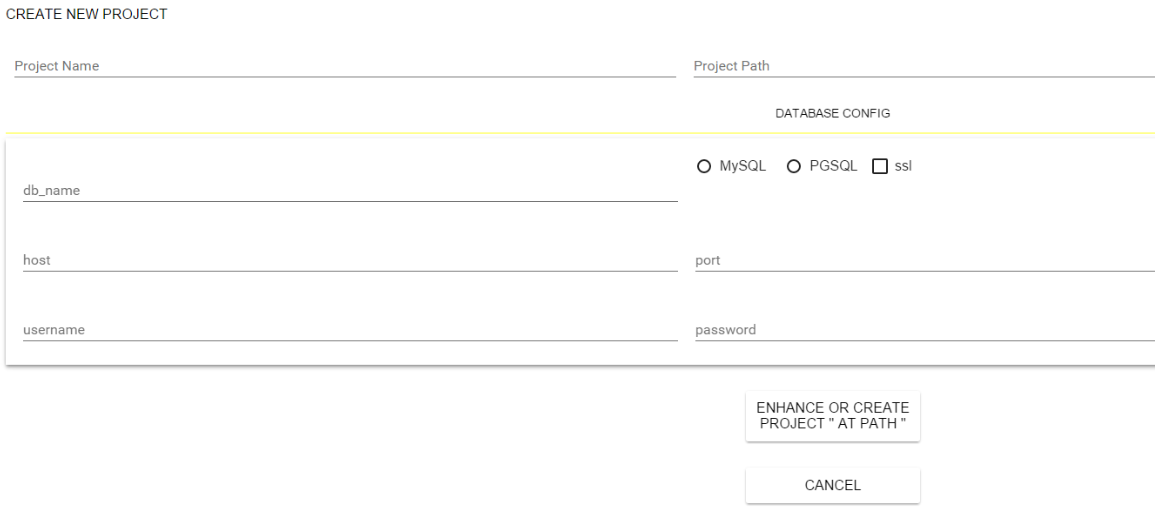 CREATE NEW PROJECT
Project Name Project Path
DATABASE CONFIG
MySQL PGSQL ssl
db_name
host port
username password
ENHANCE OR CREATE
PROJECT " AT PATH "
CANCEL